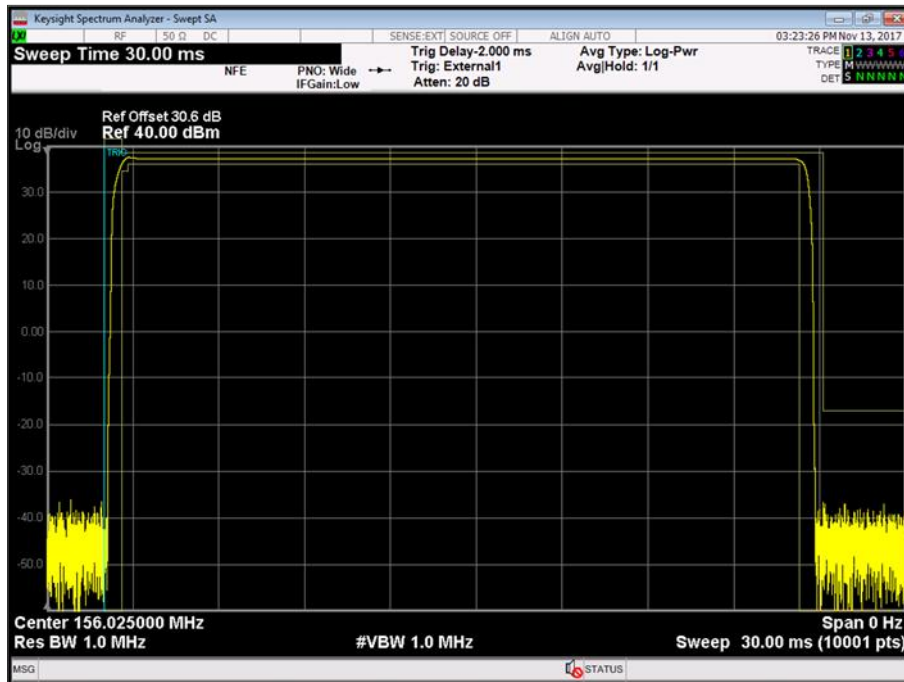 Keysight Spectrum Analyzer - Swept SA
RF 50 Ω DC SENSE:EXT SOURCE OFF ALIGN AUTO 03:23:26 PM Nov 13, 2017
Sweep Time 30.00 ms
NFE
PNO: Wide
IFGain:Low
Trig Delay-2.000 ms
Trig: External1
Atten: 20 dB
Avg Type: Log-Pwr
Avg|Hold: 1/1
TRACE 1 2 3 4 5
TYPE M
DET S N N N N N
Ref Offset 30.6 dB
10 dB/div Ref 40.00 dBm
Log
TRIG
30.0
20.0
10.0
0.00
-10.0
-20.0
-30.0
-40.0
-50.0
Center 156.025000 MHz Span 0 Hz
Res BW 1.0 MHz #VBW 1.0 MHz Sweep 30.00 ms (10001 pts)
MSG STATUS